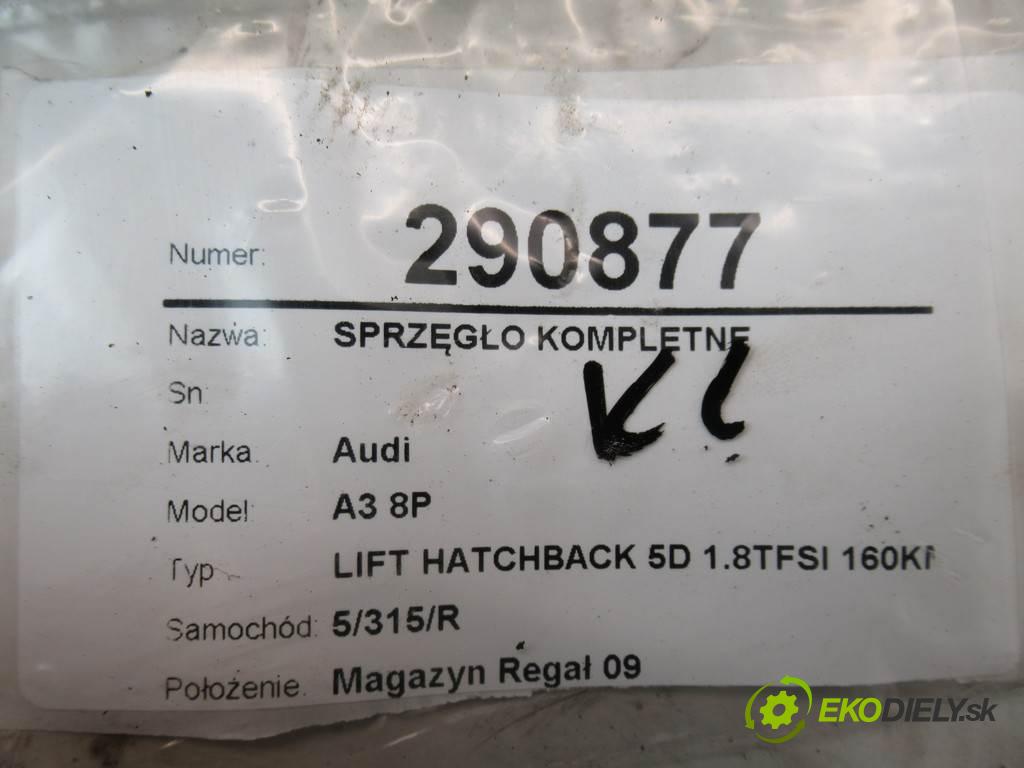 Numer: 290877
Nazwa: SPRZĘGŁO KOMPLETNE
Sn:
Marka: Audi
Model: A3 8P
Typ LIFT HATCHBACK 5D 1.8TFSI
Samochód: 5/315/R
Położenie. Magazyn Regał 09
EKODIELY.sk